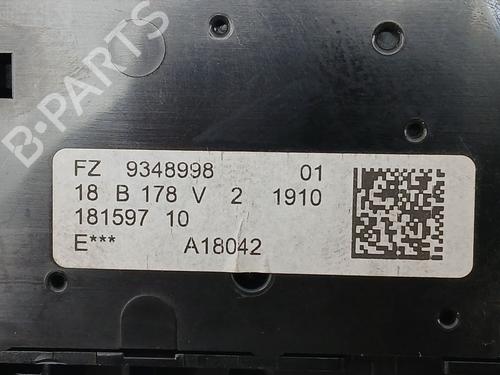 B-PARTS
FZ 9348998 01
18 B 178 V 2 1910
181597 10
E*** A18042